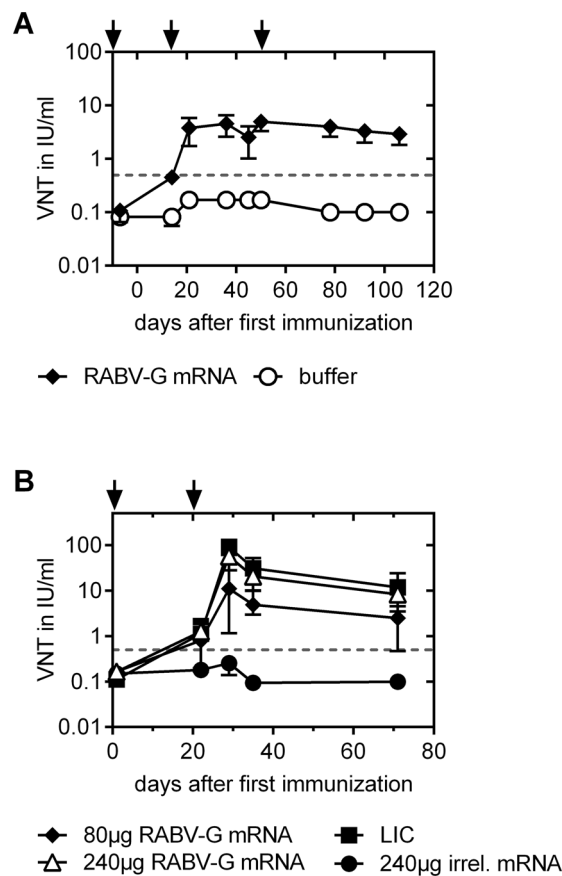 A
100
10
1
0.1
0.01
VNT in IU/ml
0 20 40 60 80 100 120
days after first immunization
RABV-G mRNA buffer
B
100
10
1
0.1
0.01
VNT in IU/ml
0 20 40 60 80
days after first immunization
80µg RABV-G mRNA LIC
240µg RABV-G mRNA 240µg irrel. mRNA